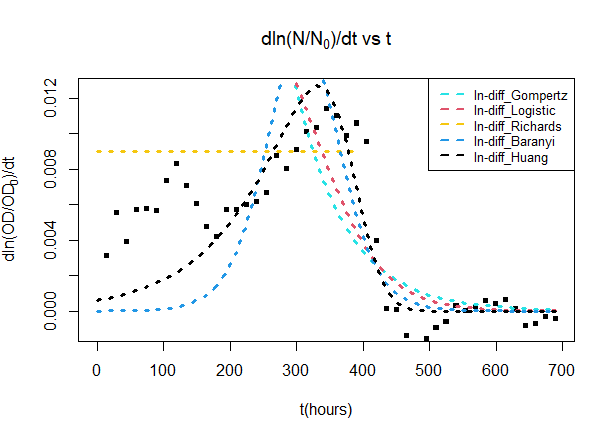 dln(N/N₀)/dt vs t
dln(OD/OD₀)/dt
0.012
0.008
0.004
0.000
ln-diff_Gompertz
ln-diff_Logistic
ln-diff_Richards
ln-diff_Baranyi
ln-diff_Huang
0 100 200 300 400 500 600 700
t(hours)